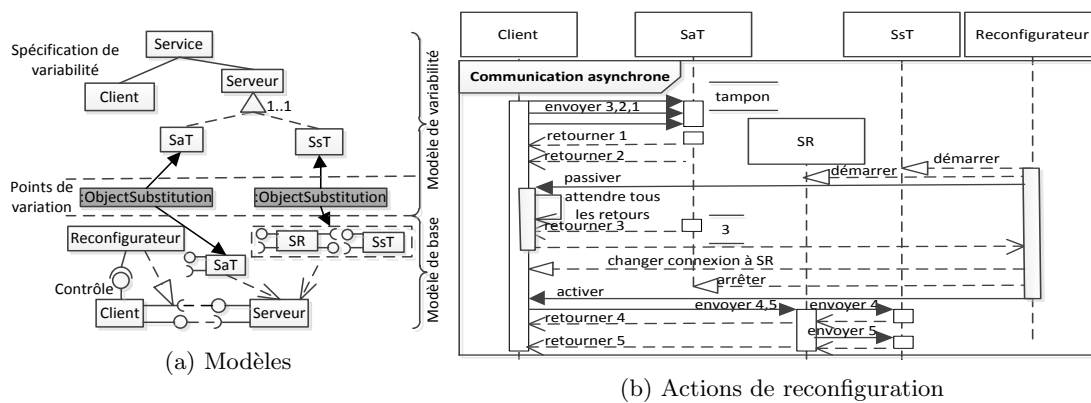 Spécification de
variabilité
Service
Client
Serveur
1..1
SaT
SsT
Modèle de variabilité
Points de
variation
:ObjectSubstitution
:ObjectSubstitution
Reconfigurateur
SR
SsT
SaT
Contrôle
Client
Serveur
Modèle de base
(a) Modèles
Client
SaT
SsT
Reconfigurateur
Communication asynchrone
envoyer 3,2,1
tampon
retourner 1
SR
retourner 2
démarrer
démarrer
passiver
attendre tous
les retours
retourner 3
3
changer connexion à SR
arrêter
activer
envoyer 4,5
envoyer 4
retourner 4
envoyer 5
retourner 5
(b) Actions de reconfiguration